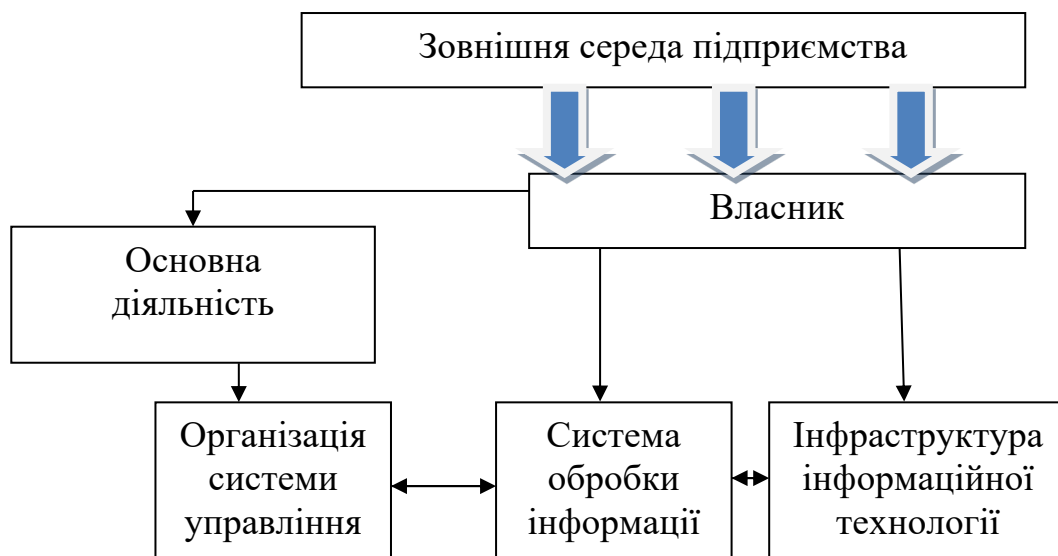 Зовнішня середа підприємства
Власник
Основна
діяльність
Організація
системи
управління
Система
обробки
інформації
Інфраструктура
інформаційної
технології